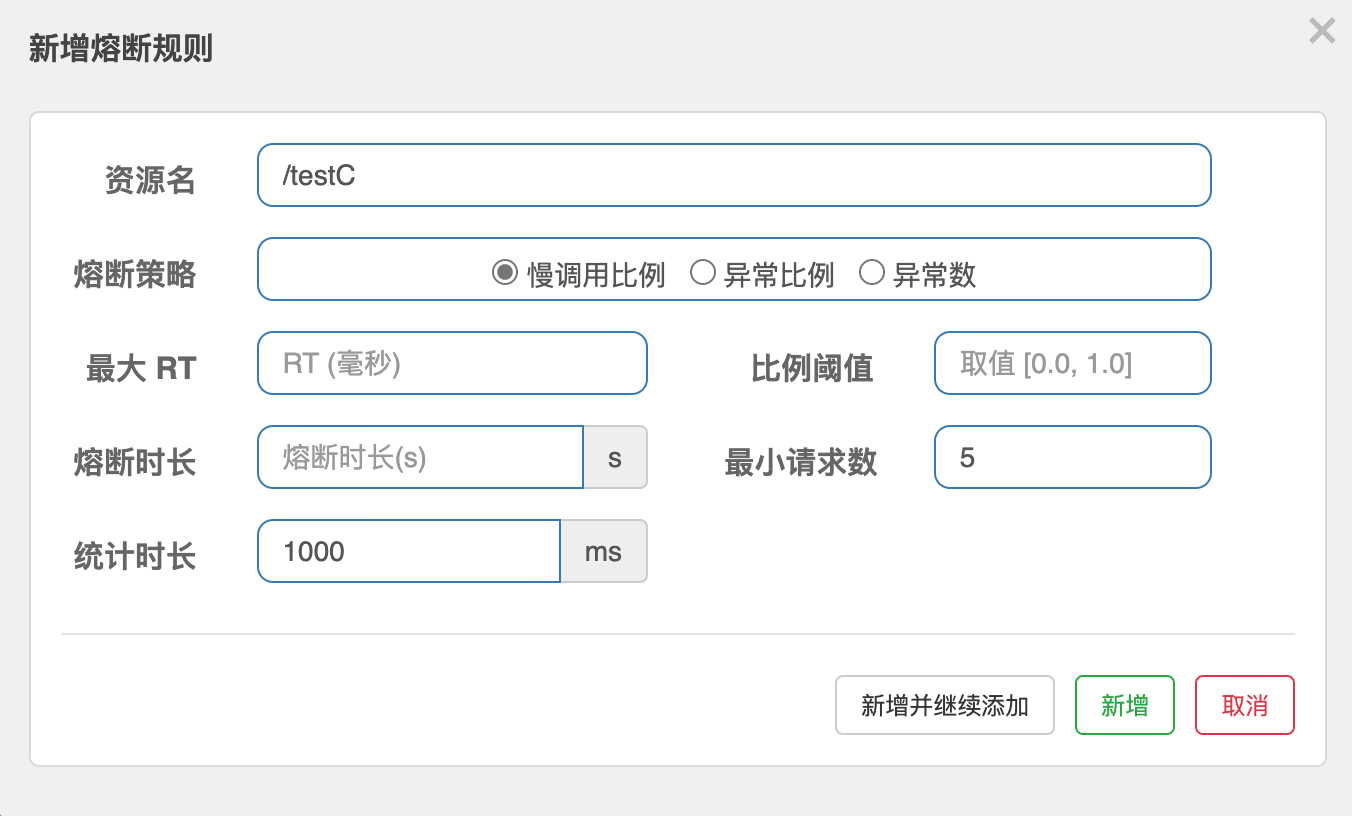 新增熔断规则
资源名 /testC
熔断策略 慢调用比例 异常比例 异常数
最大 RT RT (毫秒) 比例阈值 取值 [0.0, 1.0]
熔断时长 熔断时长(s) s 最小请求数 5
统计时长 1000 ms
新增并继续添加 新增 取消